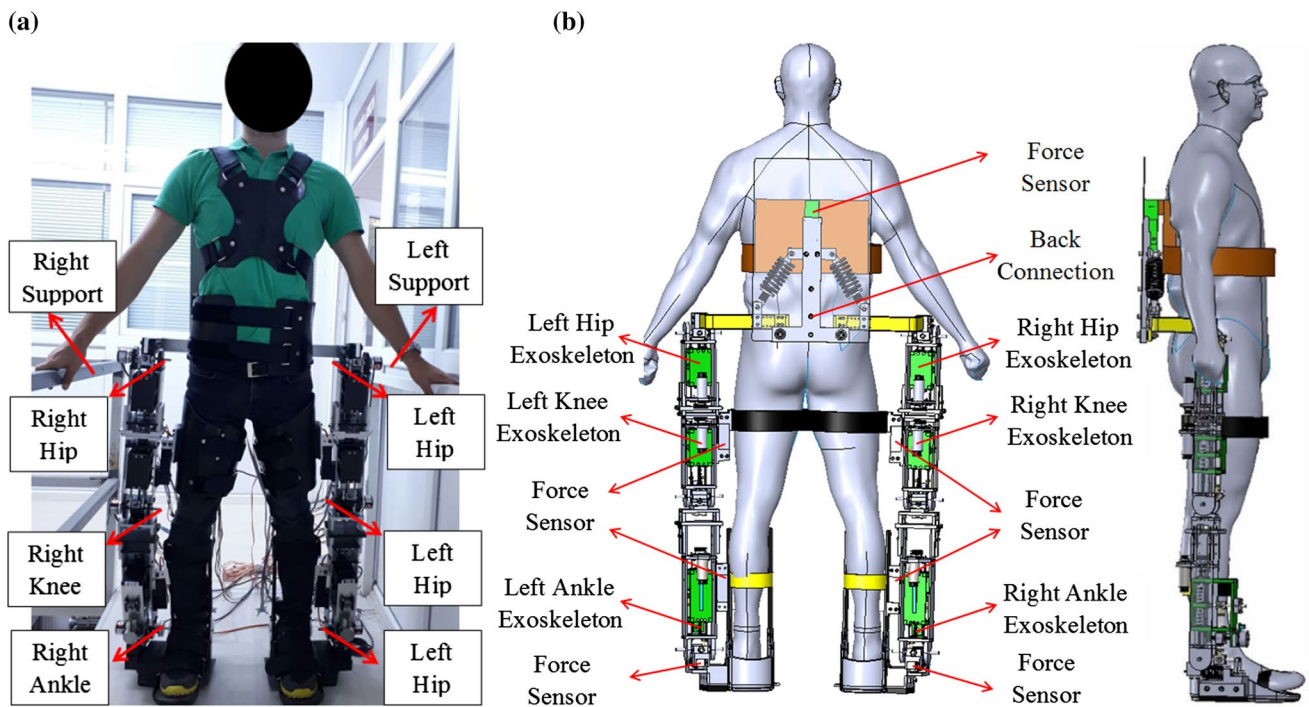 (a)
Right
Support
Left
Support
Right
Hip
Left
Hip
Right
Knee
Left
Hip
Right
Ankle
Left
Hip
(b)
Force
Sensor
Back
Connection
Left Hip
Exoskeleton
Right Hip
Exoskeleton
Left Knee
Exoskeleton
Right Knee
Exoskeleton
Force
Sensor
Force
Sensor
Left Ankle
Exoskeleton
Right Ankle
Exoskeleton
Force
Sensor
Force
Sensor